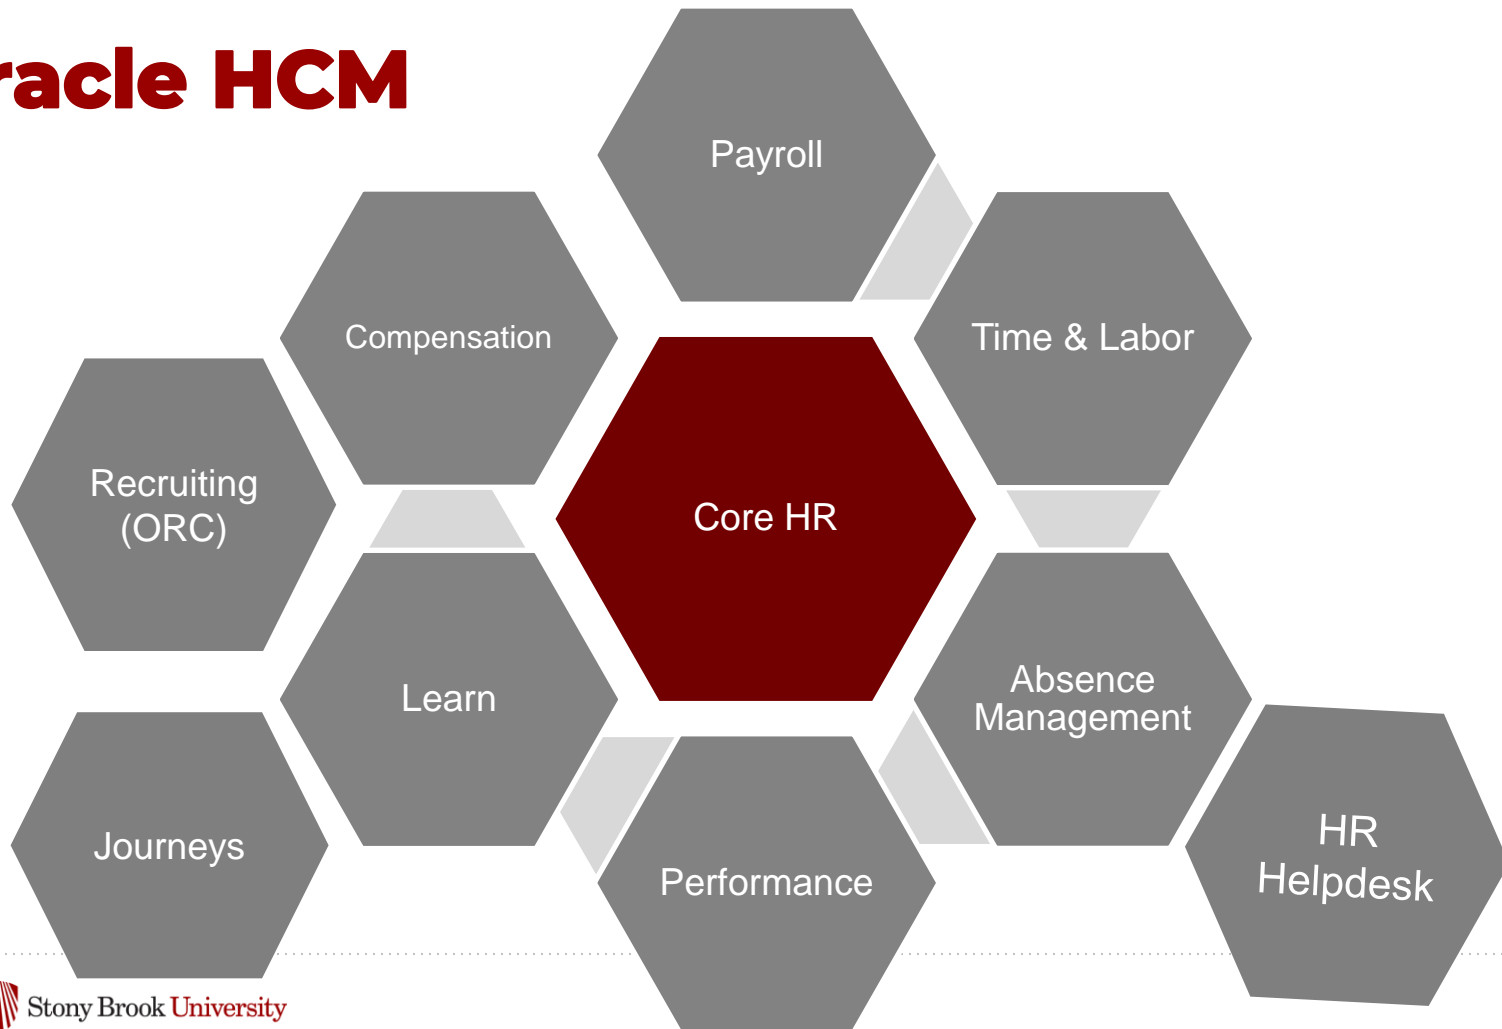 racle HCM
Payroll
Compensation
Time & Labor
Recruiting
(ORC)
Core HR
Learn
Absence
Management
Journeys
Performance
HR
Helpdesk
Stony Brook University